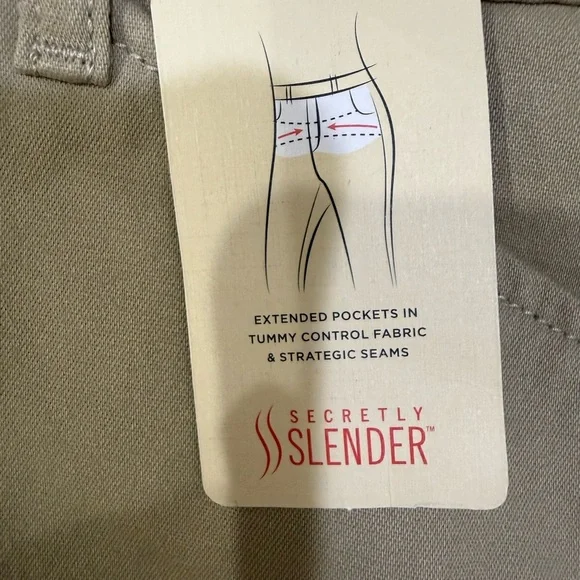 EXTENDED POCKETS IN
TUMMY CONTROL FABRIC
& STRATEGIC SEAMS
SECRETLY
SLENDER™